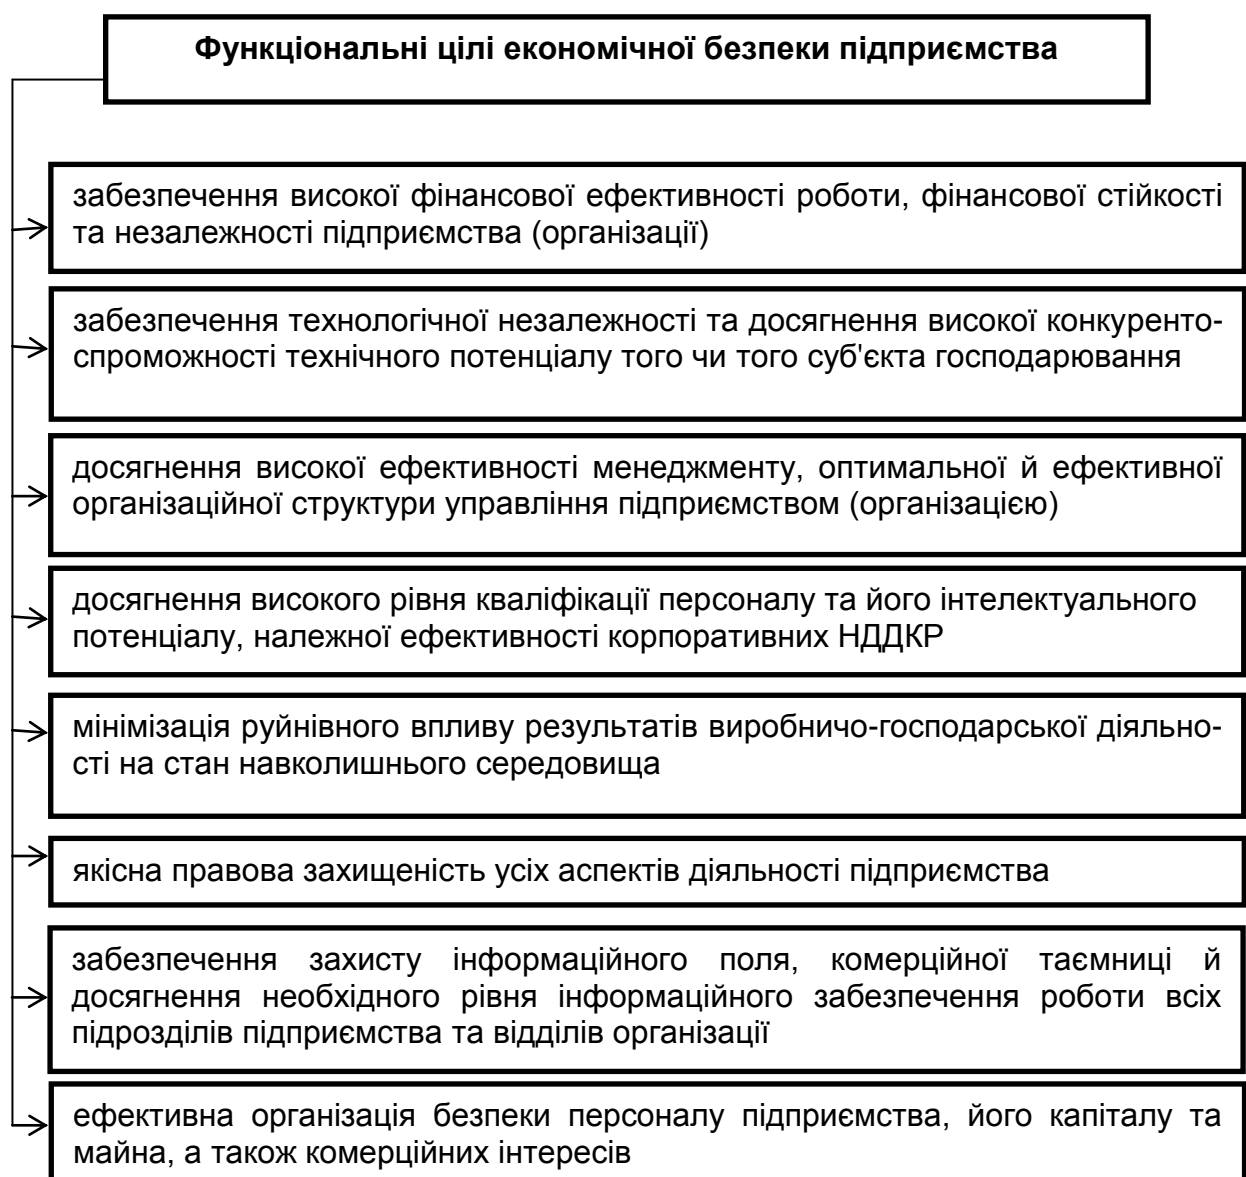 Функціональні цілі економічної безпеки підприємства
забезпечення високої фінансової ефективності роботи, фінансової стійкості
та незалежності підприємства (організації)
забезпечення технологічної незалежності та досягнення високої конкуренто-
спроможності технічного потенціалу того чи того суб'єкта господарювання
досягнення високої ефективності менеджменту, оптимальної й ефективної
організаційної структури управління підприємством (організацією)
досягнення високого рівня кваліфікації персоналу та його інтелектуального
потенціалу, належної ефективності корпоративних НДДКР
мінімізація руйнівного впливу результатів виробничо-господарської діяльно-
сті на стан навколишнього середовища
якісна правова захищеність усіх аспектів діяльності підприємства
забезпечення захисту інформаційного поля, комерційної таємниці й
досягнення необхідного рівня інформаційного забезпечення роботи всіх
підрозділів підприємства та відділів організації
ефективна організація безпеки персоналу підприємства, його капіталу та
майна, а також комерційних інтересів